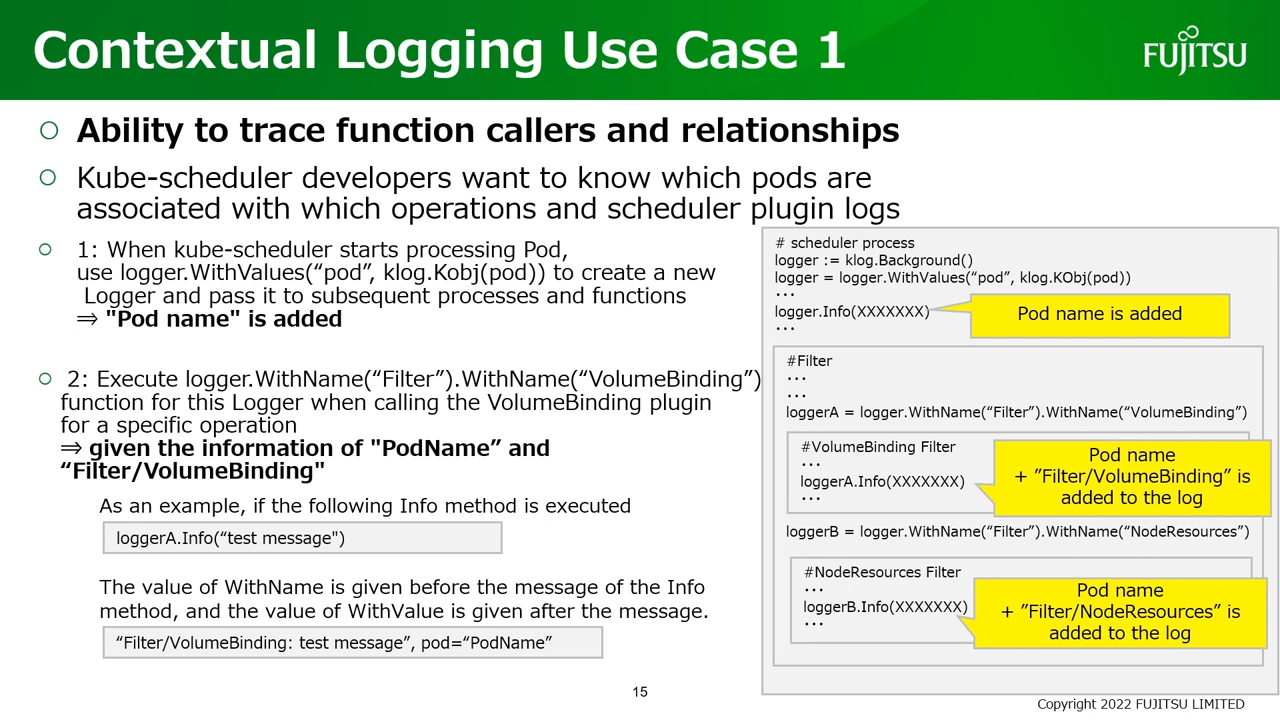 Contextual Logging Use Case 1
FUJITSU
Ability to trace function callers and relationships
Kube-scheduler developers want to know which pods are
associated with which operations and scheduler plugin logs
1: When kube-scheduler starts processing Pod,
use logger.WithValues(“pod”, klog.Kobj(pod)) to create a new
Logger and pass it to subsequent processes and functions
⇒ "Pod name" is added
2: Execute logger.WithName(“Filter”).WithName(“VolumeBinding”)
function for this Logger when calling the VolumeBinding plugin
for a specific operation
⇒ given the information of "PodName” and
“Filter/VolumeBinding"
As an example, if the following Info method is executed
loggerA.Info(“test message")
The value of WithName is given before the message of the Info
method, and the value of WithValue is given after the message.
“Filter/VolumeBinding: test message”, pod=“PodName”
# scheduler process
logger := klog.Background()
logger = logger.WithValues(“pod”, klog.KObj(pod))
・・・
logger.Info(XXXXXXX)
・・・
Pod name is added
#Filter
・・・
・・・
loggerA = logger.WithName(“Filter”).WithName(“VolumeBinding”)
#VolumeBinding Filter
・・・
loggerA.Info(XXXXXXX)
・・・
Pod name
+ ”Filter/VolumeBinding” is
added to the log
loggerB = logger.WithName(“Filter”).WithName(“NodeResources”)
#NodeResources Filter
・・・
loggerB.Info(XXXXXXX)
・・・
Pod name
+ ”Filter/NodeResources” is
added to the log
15
Copyright 2022 FUJITSU LIMITED